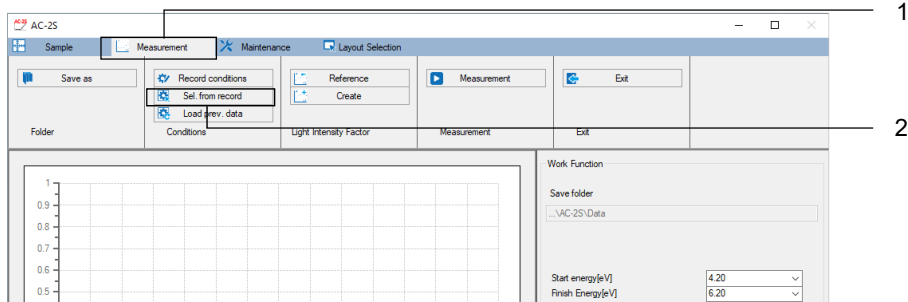 1
AC-2S AC-2S
Sample Measurement Maintenance Layout Selection
Save as Record conditions Reference Measurement Exit
Sel. from record Create
Load prev. data
Folder Conditions Light Intensity Factor Measurement Exit
2
Work Function
Save folder
...\AC-2S\Data
1
0.9
0.8
0.7
0.6
0.5
Start energy[eV] 4.20
Finish Energy[eV] 6.20